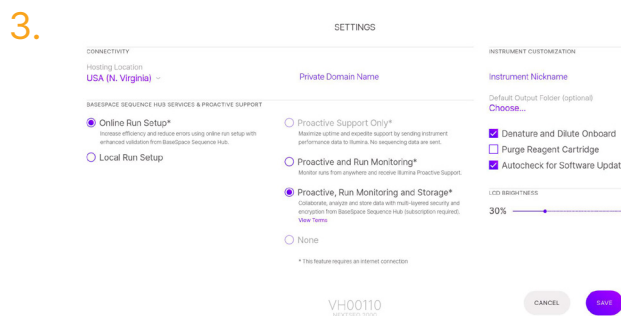 3.
SETTINGS
CONNECTIVITY
Hosting Location
USA (N. Virginia)
Private Domain Name
BASESPACE SEQUENCE HUB SERVICES & PROACTIVE SUPPORT
Online Run Setup*
Increase efficiency and reduce errors using online run setup with
enhanced validation from BaseSpace Sequence Hub.
Local Run Setup
Proactive Support Only*
Maximize uptime and expedite support by sending instrument
performance data to Illumina. No sequencing data are sent.
Proactive and Run Monitoring*
Monitor runs from anywhere and receive Illumina Proactive Support.
Proactive, Run Monitoring and Storage*
Collaborate, analyze and store data with multi-layered security and
encryption from BaseSpace Sequence Hub (subscription required).
View Terms
None
* This feature requires an internet connection
INSTRUMENT CUSTOMIZATION
Instrument Nickname
Default Output Folder (optional)
Choose...
Denature and Dilute Onboard
Purge Reagent Cartridge
Autocheck for Software Updat
LCD BRIGHTNESS
30%
VH00110
CANCEL
SAVE